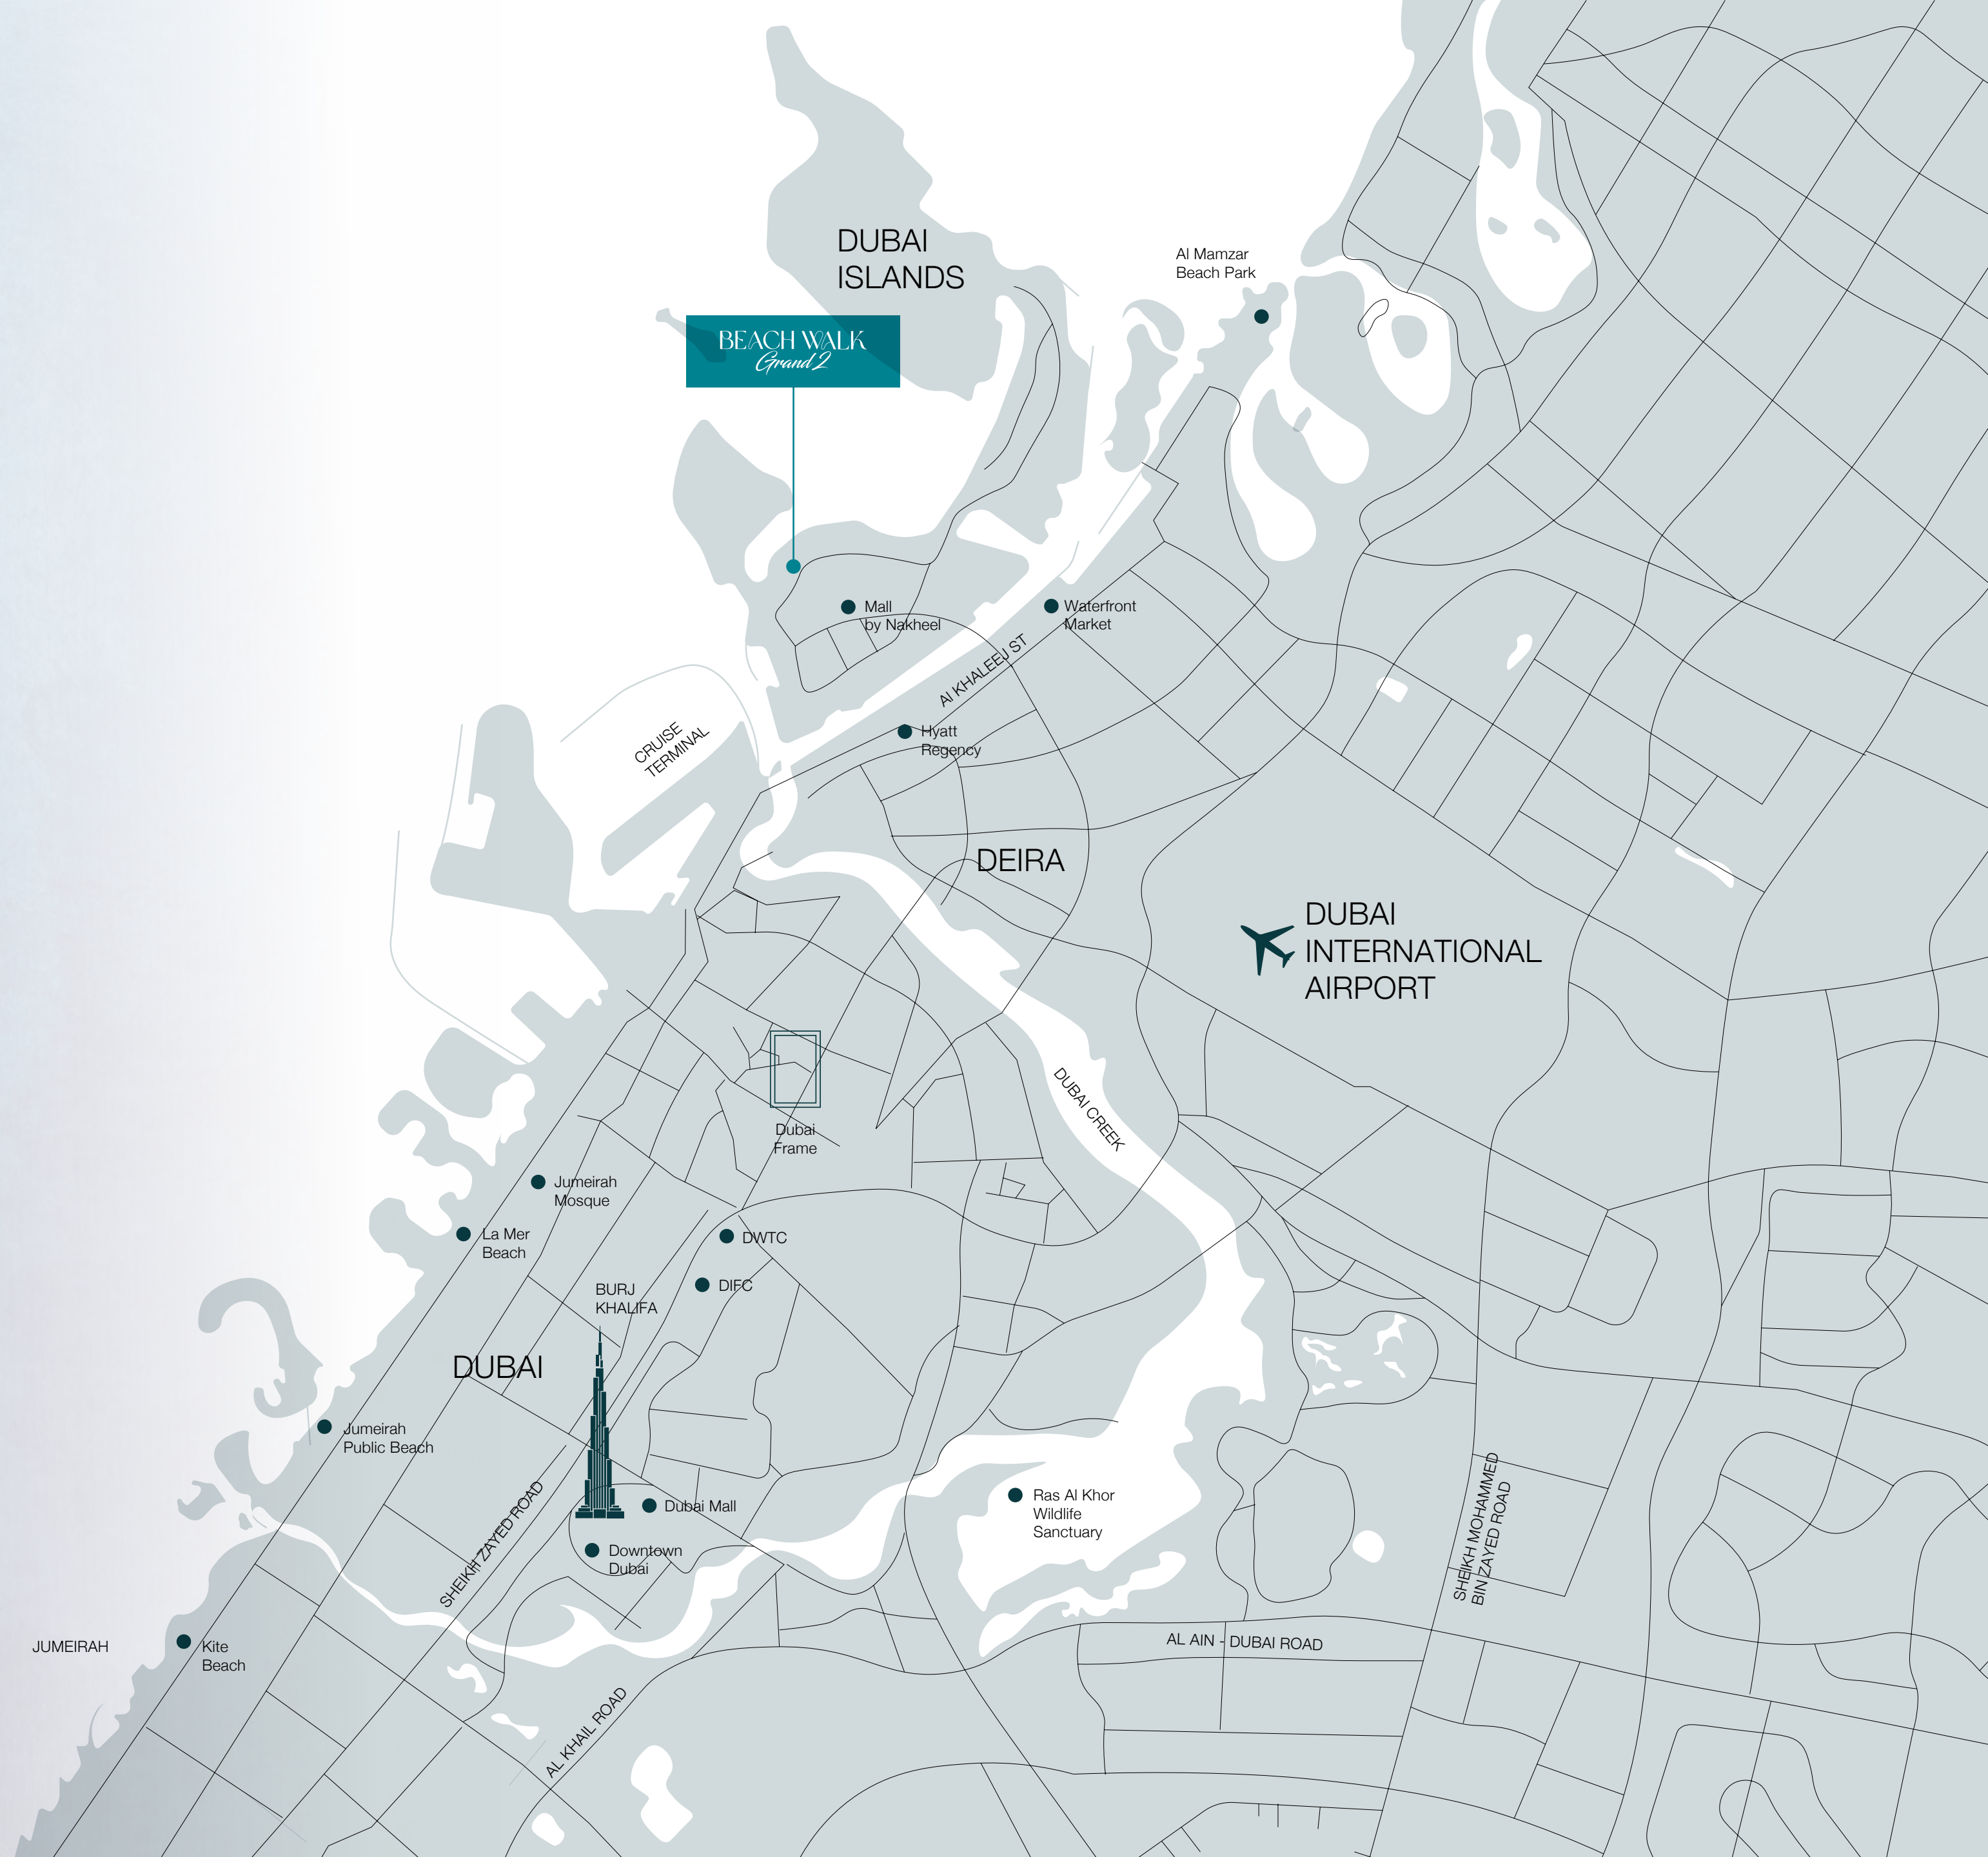 DUBAI
ISLANDS
Al Mamzar
Beach Park
BEACH WALK
Grand 2
Mall
by Nakheel
Waterfront
Market
Al KHALEEJ ST
Hyatt
Regency
CRUISE
TERMINAL
DEIRA
DUBAI
INTERNATIONAL
AIRPORT
DUBAI CREEK
Dubai
Frame
Jumeirah
Mosque
La Mer
Beach
DWTC
DIFC
BURJ
KHALIFA
DUBAI
Jumeirah
Public Beach
SHEIKH ZAYED ROAD
Dubai Mall
Downtown
Dubai
Ras Al Khor
Wildlife
Sanctuary
SHEIKH MOHAMMED
BIN ZAYED ROAD
JUMEIRAH
Kite
Beach
AL AIN - DUBAI ROAD
AL KHAIL ROAD